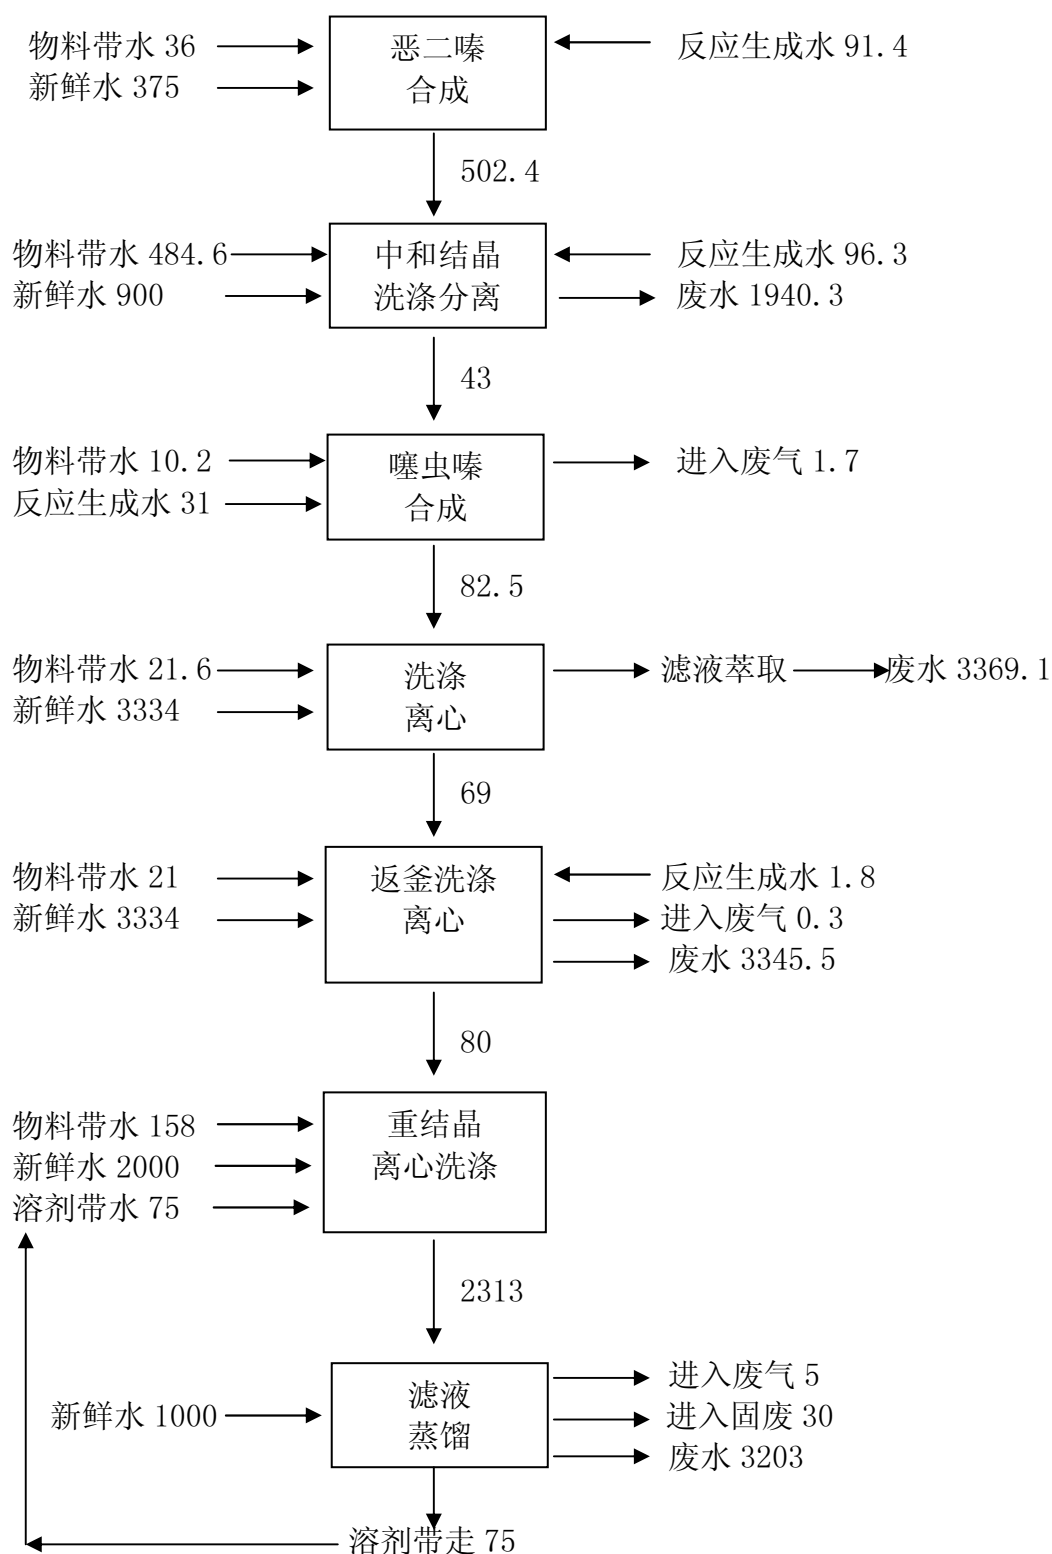 物料带水 36
新鲜水 375
恶二嗪
合成
反应生成水 91.4
502.4
物料带水 484.6
新鲜水 900
中和结晶
洗涤分离
反应生成水 96.3
废水 1940.3
43
物料带水 10.2
反应生成水 31
噻虫嗪
合成
进入废气 1.7
82.5
物料带水 21.6
新鲜水 3334
洗涤
离心
滤液萃取
废水 3369.1
69
物料带水 21
新鲜水 3334
返釜洗涤
离心
反应生成水 1.8
进入废气 0.3
废水 3345.5
80
物料带水 158
新鲜水 2000
溶剂带水 75
重结晶
离心洗涤
2313
新鲜水 1000
滤液
蒸馏
进入废气 5
进入固废 30
废水 3203
溶剂带走 75